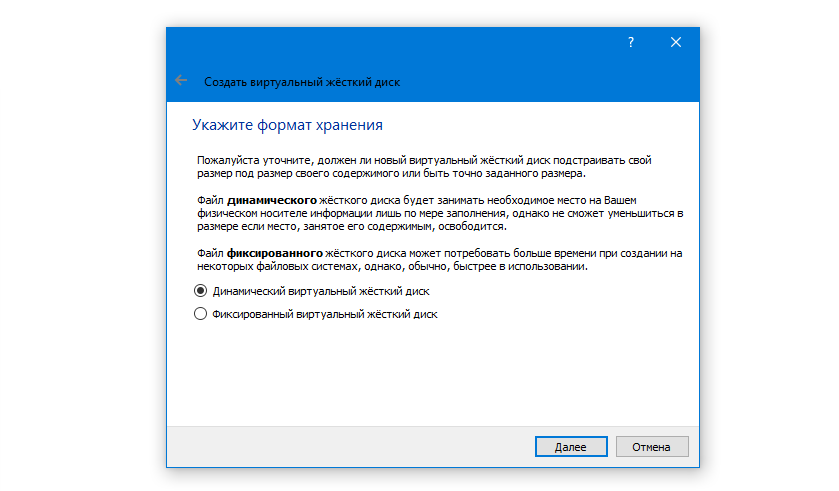 ?
Создать виртуальный жёсткий диск
Укажите формат хранения
Пожалуйста уточните, должен ли новый виртуальный жёсткий диск подстраивать свой
размер под размер своего содержимого или быть точно заданного размера.
Файл динамического жёсткого диска будет занимать необходимое место на Вашем
физическом носителе информации лишь по мере заполнения, однако не сможет уменьшиться в
размере если место, занятое его содержимым, освободится.
Файл фиксированного жёсткого диска может потребовать больше времени при создании на
некоторых файловых системах, однако, обычно, быстрее в использовании.
Динамический виртуальный жёсткий диск
Фиксированный виртуальный жёсткий диск
Далее
Отмена